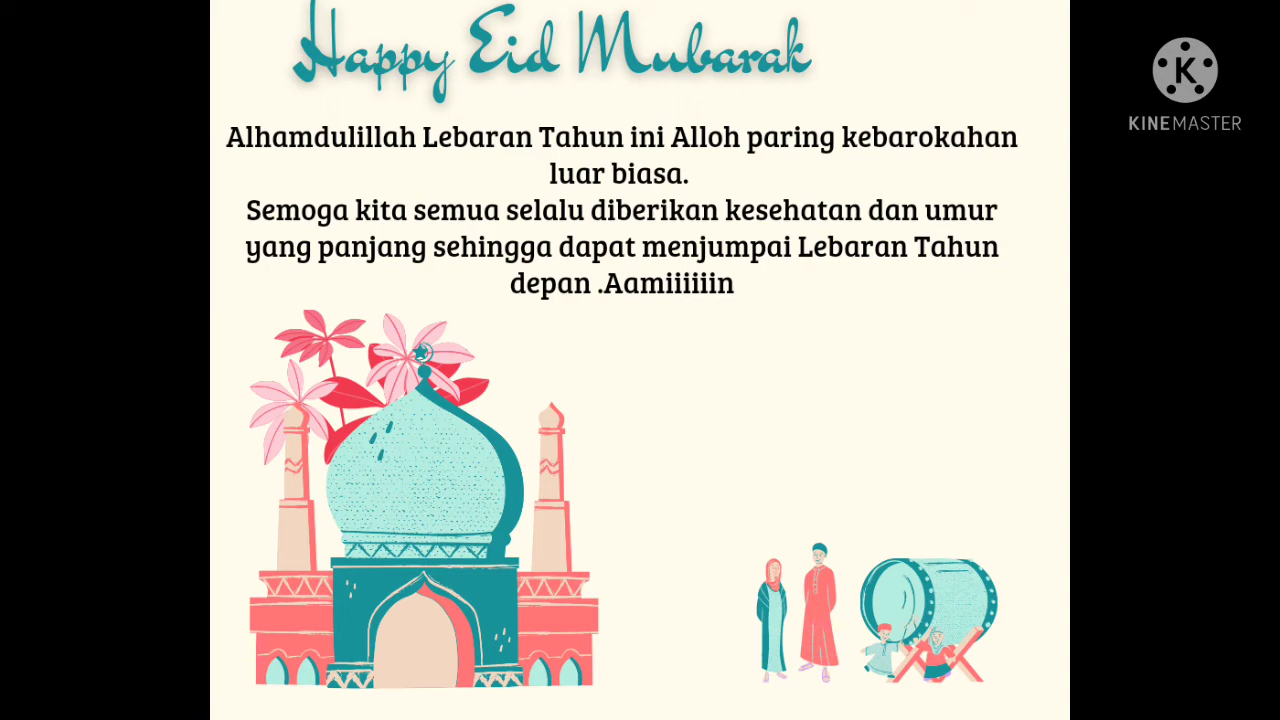 Happy Eid Mubarak
Alhamdulillah Lebaran Tahun ini Alloh paring kebarokahan
luar biasa.
Semoga kita semua selalu diberikan kesehatan dan umur
yang panjang sehingga dapat menjumpai Lebaran Tahun
depan .Aamiiiiiin
K
KINEMASTER